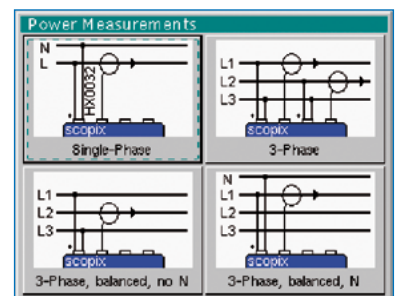 Power Measurements
N
L
HX0032
scopix
Single-Phase
L1
L2
L3
scopix
3-Phase
L1
L2
L3
scopix
3-Phase, balanced, no N
N
L1
L2
L3
scopix
3-Phase, balanced, N